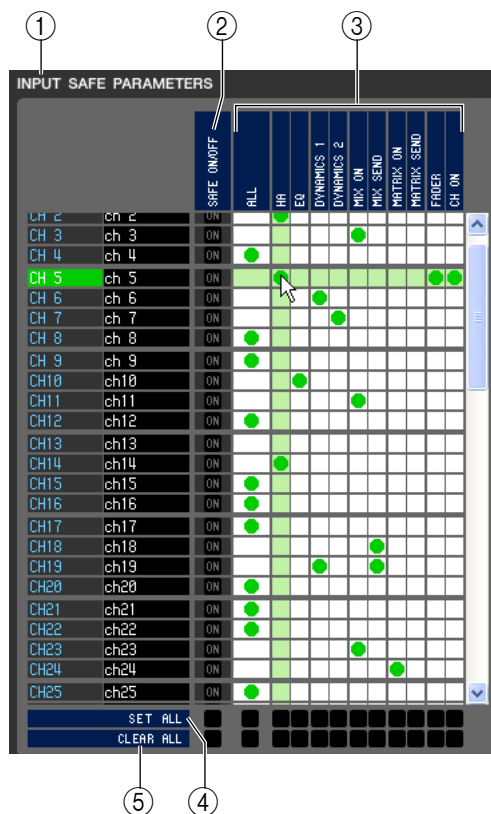 1 2 3
INPUT SAFE PARAMETERS
SAFE ON/OFF
ALL
HA
EQ
DYNAMICS 1
DYNAMICS 2
MIX ON
MIX SEND
MATRIX ON
MATRIX SEND
FADER
CH ON
CH 2 ch 2 ON
CH 3 ch 3 ON
CH 4 ch 4 ON
CH 5 ch 5 ON
CH 6 ch 6 ON
CH 7 ch 7 ON
CH 8 ch 8 ON
CH 9 ch 9 ON
CH10 ch10 ON
CH11 ch11 ON
CH12 ch12 ON
CH13 ch13 ON
CH14 ch14 ON
CH15 ch15 ON
CH16 ch16 ON
CH17 ch17 ON
CH18 ch18 ON
CH19 ch19 ON
CH20 ch20 ON
CH21 ch21 ON
CH22 ch22 ON
CH23 ch23 ON
CH24 ch24 ON
CH25 ch25 ON
SET ALL
CLEAR ALL
5 4